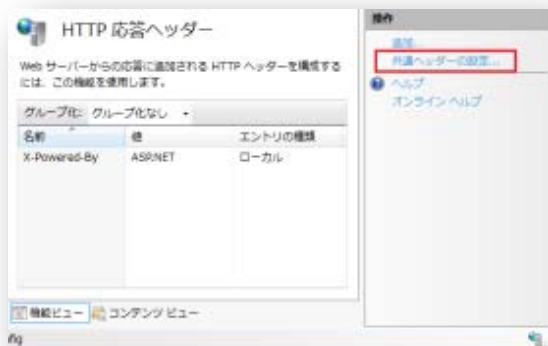 HTTP 応答ヘッダー
Web サーバーからの応答に追加される HTTP ヘッダーを構成する
には、この機能を使用します。
グループ化: グループ化なし
名前 値 エントリの種類
X-Powered-By ASP.NET ローカル
機能ビュー コンテンツ ビュー
fig
操作
追加...
共通ヘッダーの設定...
ヘルプ
オンライン ヘルプ